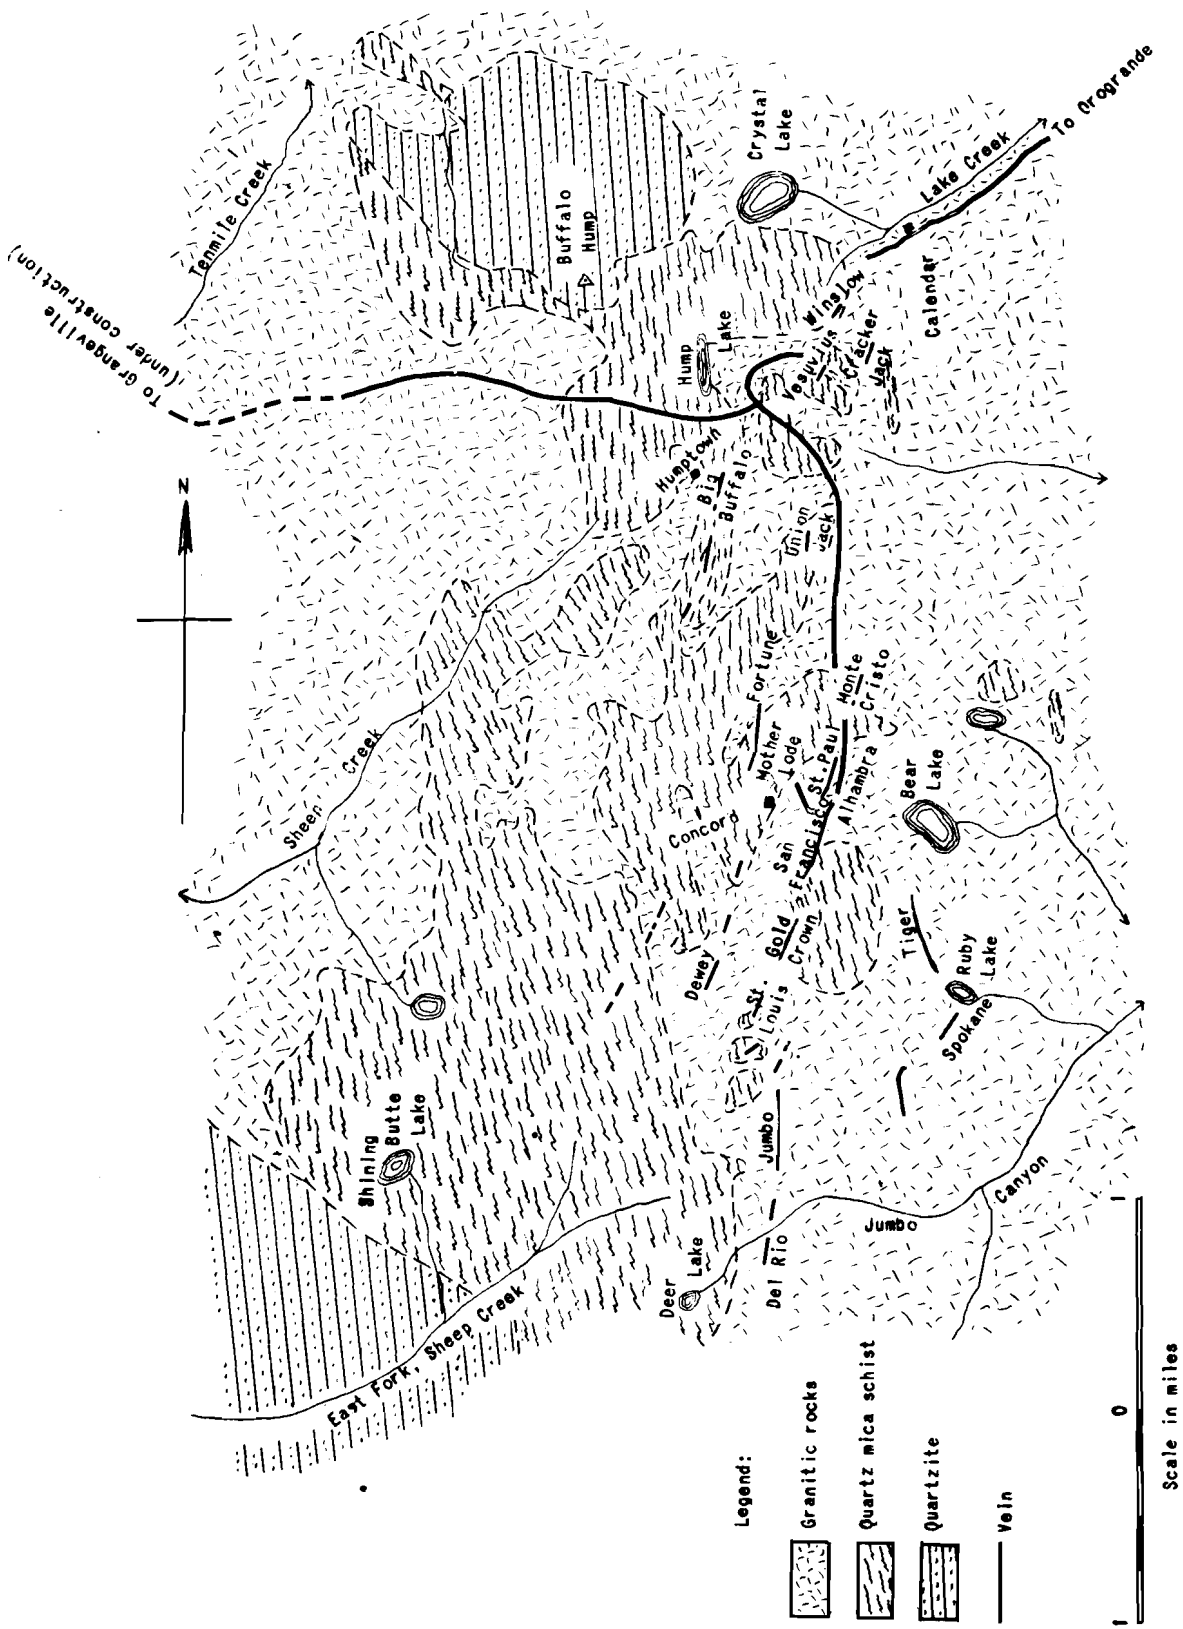 To Grangeville
(under construction)
Tenmile Creek
N
Buffalo
Hump
Crystal
Lake
Lake Creek
To Orogrande
Hump
Lake
Humptown
Big
Buffalo
Vesuvius
Winslow
Cracker
Jack
Calendar
Union
Jack
Sheep
Creek
Fortune
Mother
Lode
Concord
St. Paul
Monte
Cristo
Alhambra
San
Francisco
Bear
Lake
Gold
Crown
Dewey
Tiger
Ruby
Lake
Spokane
St.
Louis
Shining
Butte
Lake
Jumbo
Jumbo
Canyon
Deer
Lake
Del Rio
East Fork, Sheep Creek
Legend:
Granitic rocks
Quartz mica schist
Quartzite
Vein
1 0 1
Scale in miles